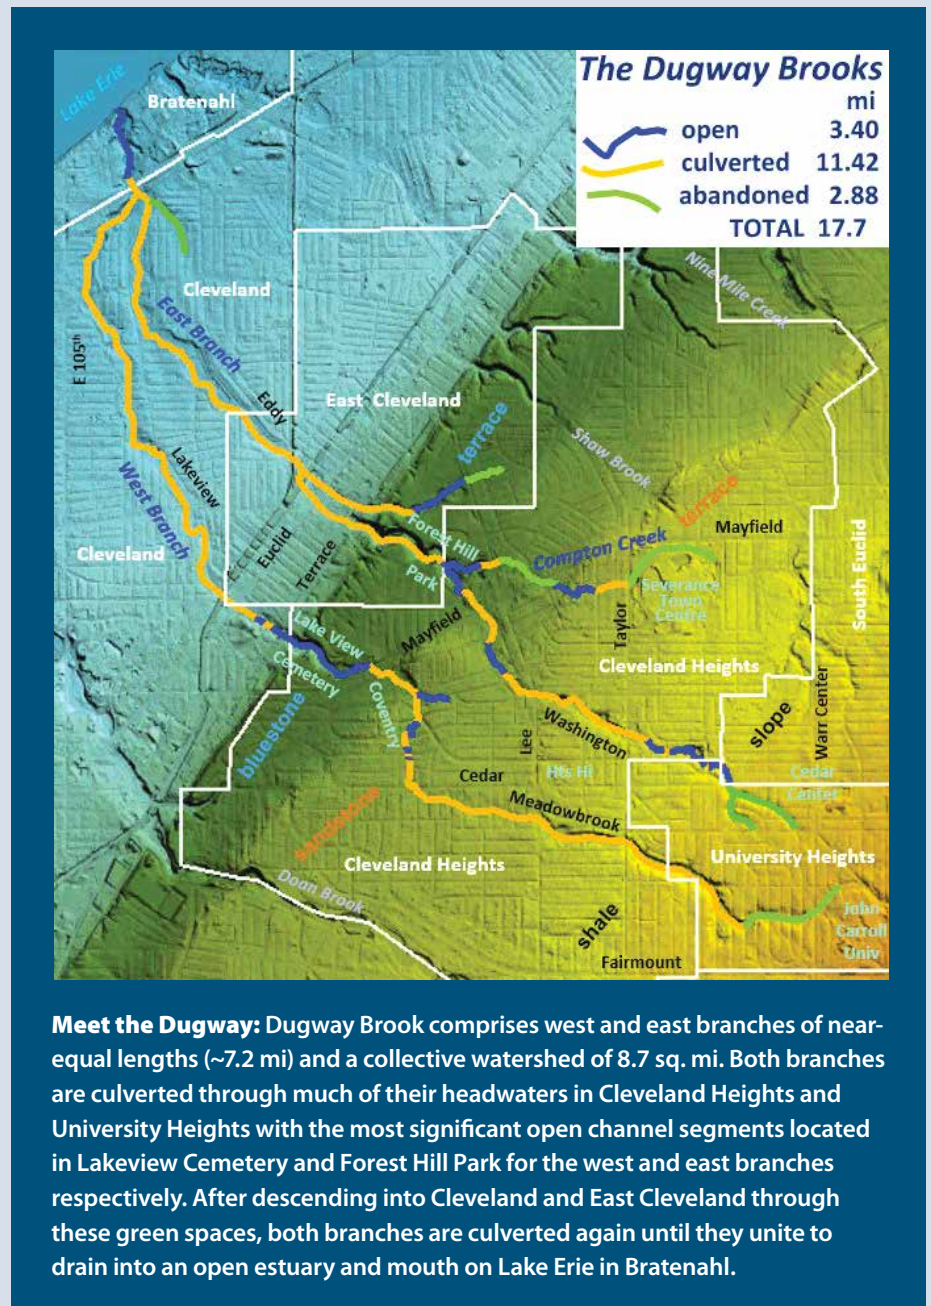 The Dugway Brooks
mi
open 3.40
culverted 11.42
abandoned 2.88
TOTAL 17.7
Lake Erie
Bratenahl
Nine Mile Creek
Cleveland
East Branch
E 105th
Eddy
East Cleveland
terrace
Shaw Brook
terrace
Lakeview
West Branch
Mayfield
Forest Hill
Park
Compton Creek
Cleveland
Euclid
Terrace
Severance
Town
Centre
South Euclid
Taylor
Lake View
Cemetery
Mayfield
Cleveland Heights
Coventry
bluestone
Washington
slope
Warr Center
Lee
Cedar
Hts Hi
Cedar
Center
Meadowbrook
sandstone
University Heights
Cleveland Heights
Doan Brook
shale
John
Carroll
Univ
Fairmount
Meet the Dugway: Dugway Brook comprises west and east branches of near-
equal lengths (~7.2 mi) and a collective watershed of 8.7 sq. mi. Both branches
are culverted through much of their headwaters in Cleveland Heights and
University Heights with the most significant open channel segments located
in Lakeview Cemetery and Forest Hill Park for the west and east branches
respectively. After descending into Cleveland and East Cleveland through
these green spaces, both branches are culverted again until they unite to
drain into an open estuary and mouth on Lake Erie in Bratenahl.